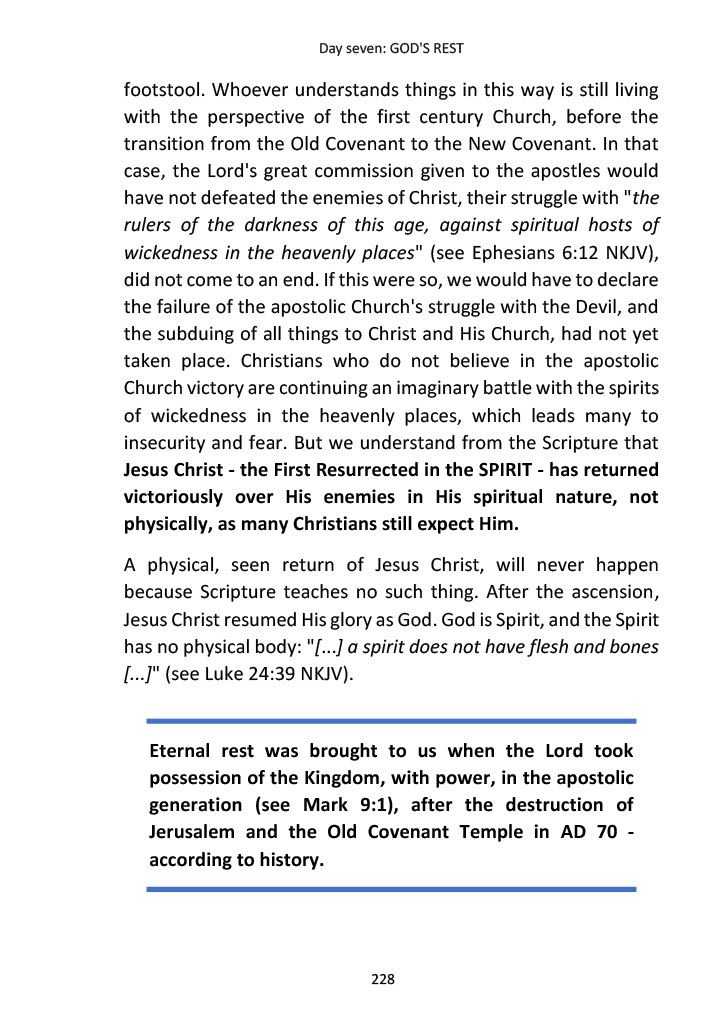 Day seven: GOD'S REST
footstool. Whoever understands things in this way is still living
with the perspective of the first century Church, before the
transition from the Old Covenant to the New Covenant. In that
case, the Lord's great commission given to the apostles would
have not defeated the enemies of Christ, their struggle with "the
rulers of the darkness of this age, against spiritual hosts of
wickedness in the heavenly places" (see Ephesians 6:12 NKJV),
did not come to an end. If this were so, we would have to declare
the failure of the apostolic Church's struggle with the Devil, and
the subduing of all things to Christ and His Church, had not yet
taken place. Christians who do not believe in the apostolic
Church victory are continuing an imaginary battle with the spirits
of wickedness in the heavenly places, which leads many to
insecurity and fear. But we understand from the Scripture that
Jesus Christ - the First Resurrected in the SPIRIT - has returned
victoriously over His enemies in His spiritual nature, not
physically, as many Christians still expect Him.
A physical, seen return of Jesus Christ, will never happen
because Scripture teaches no such thing. After the ascension,
Jesus Christ resumed His glory as God. God is Spirit, and the Spirit
has no physical body: "[...] a spirit does not have flesh and bones
[...]" (see Luke 24:39 NKJV).
Eternal rest was brought to us when the Lord took
possession of the Kingdom, with power, in the apostolic
generation (see Mark 9:1), after the destruction of
Jerusalem and the Old Covenant Temple in AD 70 -
according to history.
228